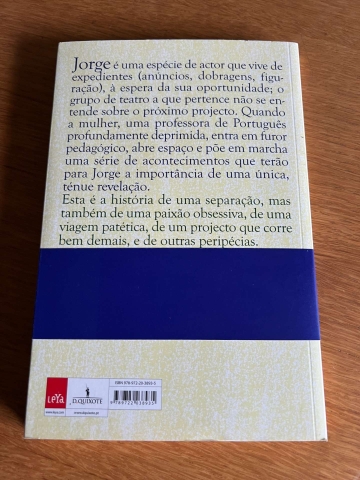 Jorge é uma espécie de actor que vive de
expedientes (anúncios, dobragens, figu-
ração), à espera da sua oportunidade; o
grupo de teatro a que pertence não se en-
tende sobre o próximo projecto. Quando
a mulher, uma professora de Português
profundamente deprimida, entra em furor
pedagógico, abre espaço e põe em marcha
uma série de acontecimentos que terão
para Jorge a importância de uma única,
ténue revelação.
Esta é a história de uma separação, mas
também de uma paixão obsessiva, de uma
viagem patética, de um projecto que corre
bem demais, e de outras peripécias.
LEYA
D.QUIXOTE